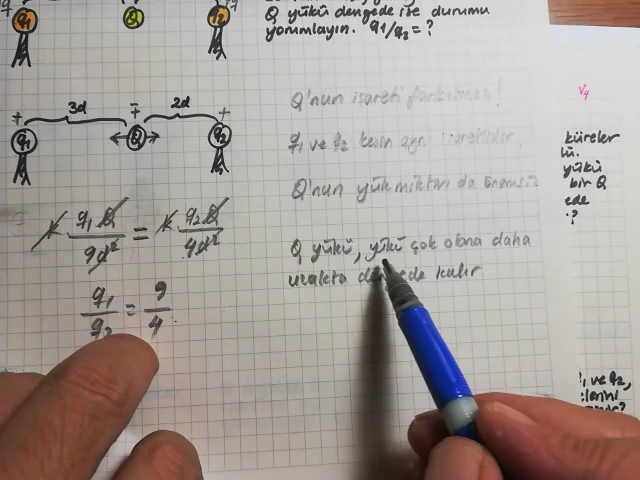 Q yükü dengede ise durumu
yorumlayın. q1/q2 = ?
q1
+ 3d ∓ 2d +
q1 Q q2
Q'nun işareti farketmez!
q1 ve q2 kesin aynı işaretlidir.
Q'nun yük miktarı da önemsiz
k q1.Q / 9d² = k q2.Q / 4d²
Q yükü, yükü çok olana daha
uzakta dengede kalır
q1 / q2 = 9 / 4
küreler
yükü
bir Q
?
ve q2,